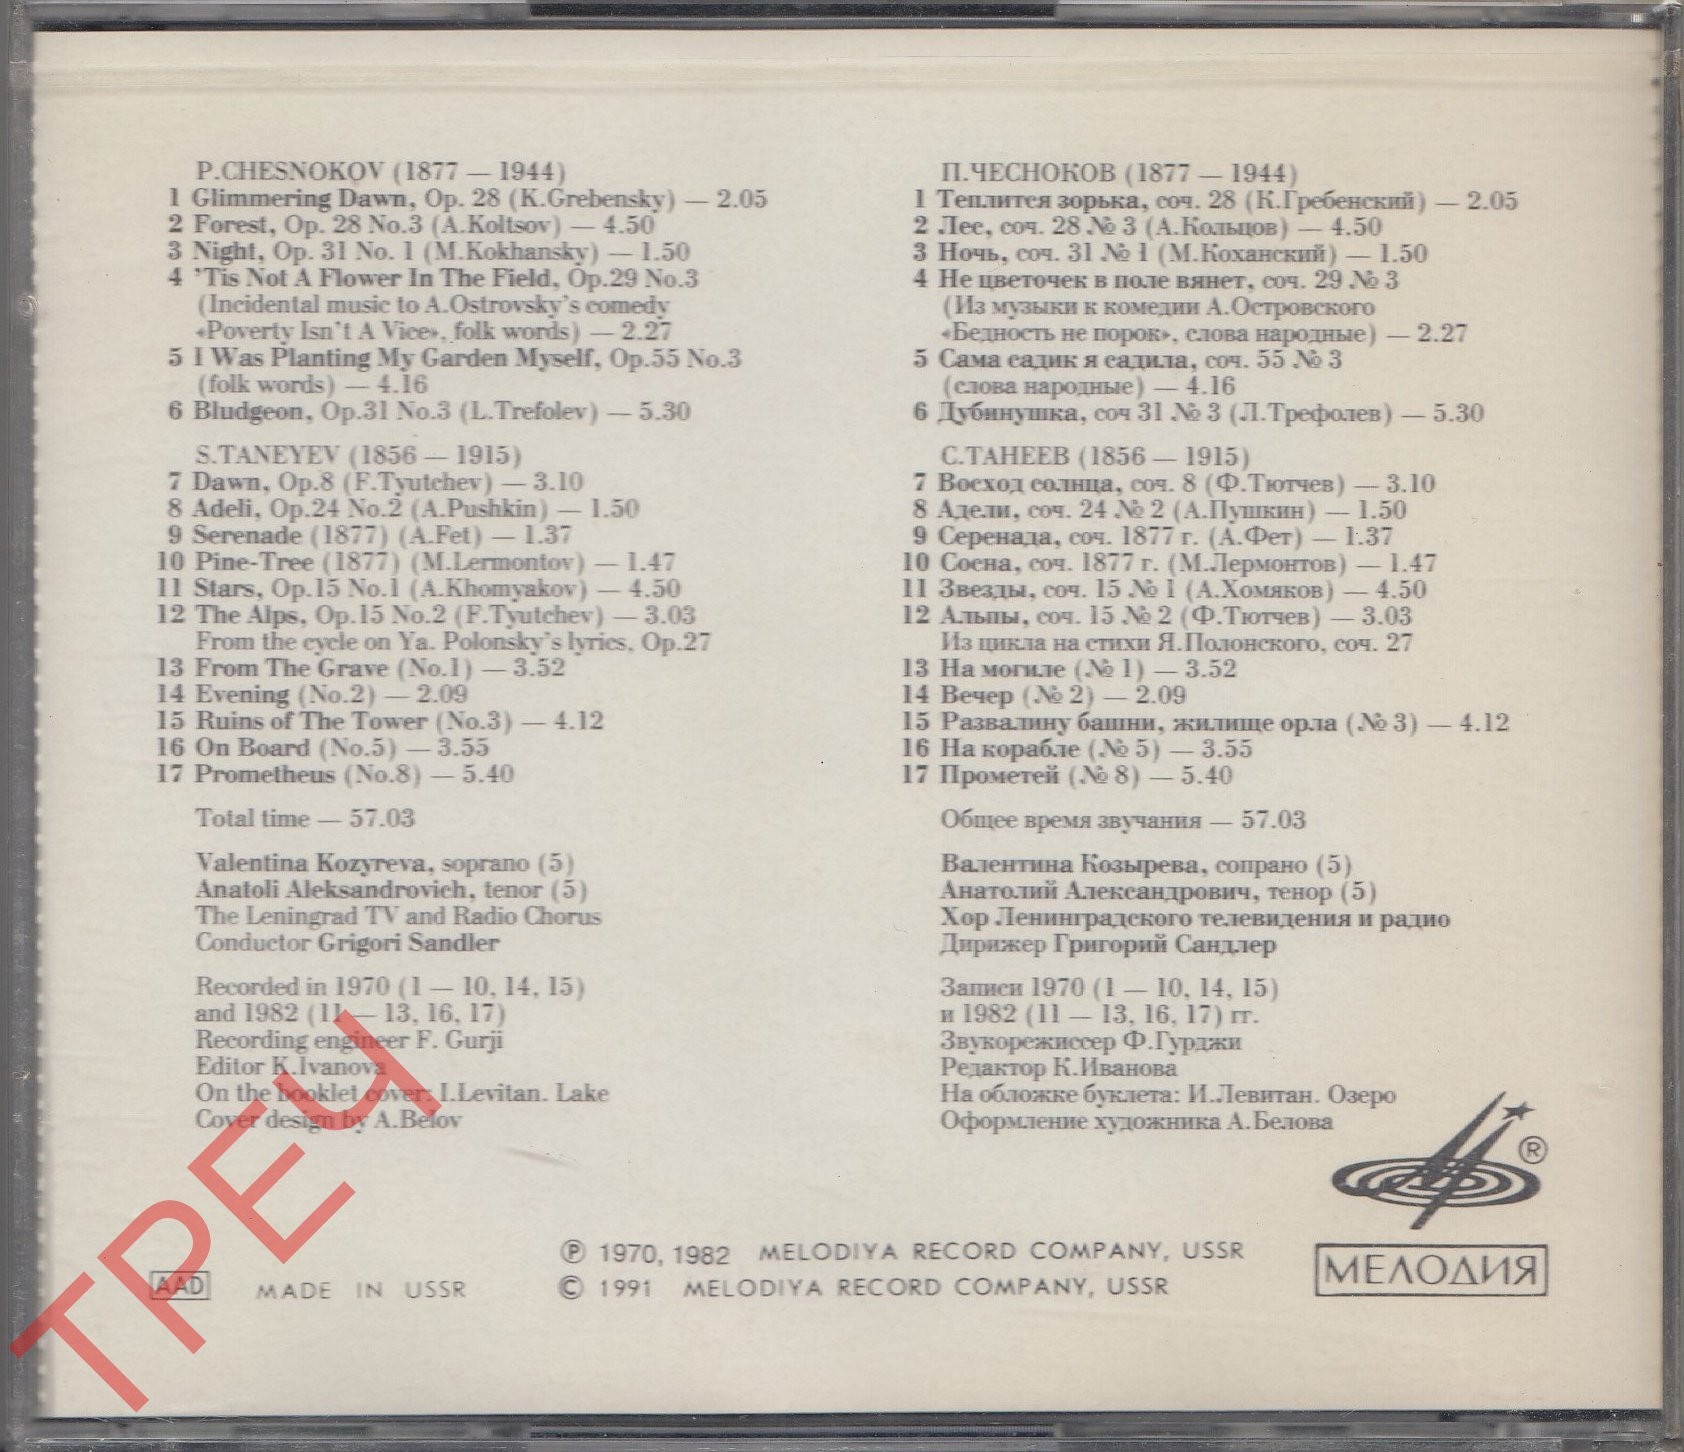 P.CHESNOKOV (1877 — 1944)
1 Glimmering Dawn, Op. 28 (K.Grebensky) — 2.05
2 Forest, Op. 28 No.3 (A.Koltsov) — 4.50
3 Night, Op. 31 No. 1 (M.Kokhansky) — 1.50
4 'Tis Not A Flower In The Field, Op.29 No.3
(Incidental music to A.Ostrovsky's comedy
«Poverty Isn't A Vice», folk words) — 2.27
5 I Was Planting My Garden Myself, Op.55 No.3
(folk words) — 4.16
6 Bludgeon, Op.31 No.3 (L.Trefolev) — 5.30
S.TANEYEV (1856 — 1915)
7 Dawn, Op.8 (F.Tyutchev) — 3.10
8 Adeli, Op.24 No.2 (A.Pushkin) — 1.50
9 Serenade (1877) (A.Fet) — 1.37
10 Pine-Tree (1877) (M.Lermontov) — 1.47
11 Stars, Op.15 No.1 (A.Khomyakov) — 4.50
12 The Alps, Op.15 No.2 (F.Tyutchev) — 3.03
From the cycle on Ya. Polonsky's lyrics, Op.27
13 From The Grave (No.1) — 3.52
14 Evening (No.2) — 2.09
15 Ruins of The Tower (No.3) — 4.12
16 On Board (No.5) — 3.55
17 Prometheus (No.8) — 5.40
Total time — 57.03
Valentina Kozyreva, soprano (5)
Anatoli Aleksandrovich, tenor (5)
The Leningrad TV and Radio Chorus
Conductor Grigori Sandler
Recorded in 1970 (1 — 10, 14, 15)
and 1982 (11 — 13, 16, 17)
Recording engineer F. Gurji
Editor K.Ivanova
On the booklet cover: I.Levitan. Lake
Cover design by A.Belov
П.ЧЕСНОКОВ (1877 — 1944)
1 Теплится зорька, соч. 28 (К.Гребенский) — 2.05
2 Лес, соч. 28 № 3 (А.Кольцов) — 4.50
3 Ночь, соч. 31 № 1 (М.Коханский) — 1.50
4 Не цветочек в поле вянет, соч. 29 № 3
(Из музыки к комедии А.Островского
«Бедность не порок», слова народные) — 2.27
5 Сама садик я садила, соч. 55 № 3
(слова народные) — 4.16
6 Дубинушка, соч 31 № 3 (Л.Трефолев) — 5.30
С.ТАНЕЕВ (1856 — 1915)
7 Восход солнца, соч. 8 (Ф.Тютчев) — 3.10
8 Адели, соч. 24 № 2 (А.Пушкин) — 1.50
9 Серенада, соч. 1877 г. (А.Фет) — 1.37
10 Сосна, соч. 1877 г. (М.Лермонтов) — 1.47
11 Звезды, соч. 15 № 1 (А.Хомяков) — 4.50
12 Альпы, соч. 15 № 2 (Ф.Тютчев) — 3.03
Из цикла на стихи Я.Полонского, соч. 27
13 На могиле (№ 1) — 3.52
14 Вечер (№ 2) — 2.09
15 Развалину башни, жилище орла (№ 3) — 4.12
16 На корабле (№ 5) — 3.55
17 Прометей (№ 8) — 5.40
Общее время звучания — 57.03
Валентина Козырева, сопрано (5)
Анатолий Александрович, тенор (5)
Хор Ленинградского телевидения и радио
Дирижер Григорий Сандлер
Записи 1970 (1 — 10, 14, 15)
и 1982 (11 — 13, 16, 17) гг.
Звукорежиссер Ф.Гурджи
Редактор К.Иванова
На обложке буклета: И.Левитан. Озеро
Оформление художника А.Белова
®
МЕЛОДИЯ
℗ 1970, 1982 MELODIYA RECORD COMPANY, USSR
© 1991 MELODIYA RECORD COMPANY, USSR
AAD MADE IN USSR
ТРЕЧ